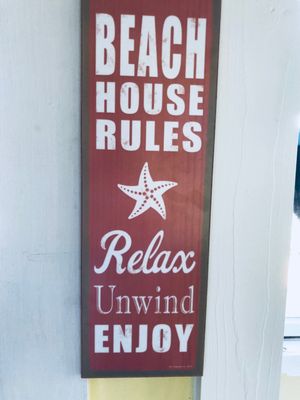 BEACH
HOUSE
RULES
Relax
Unwind
ENJOY